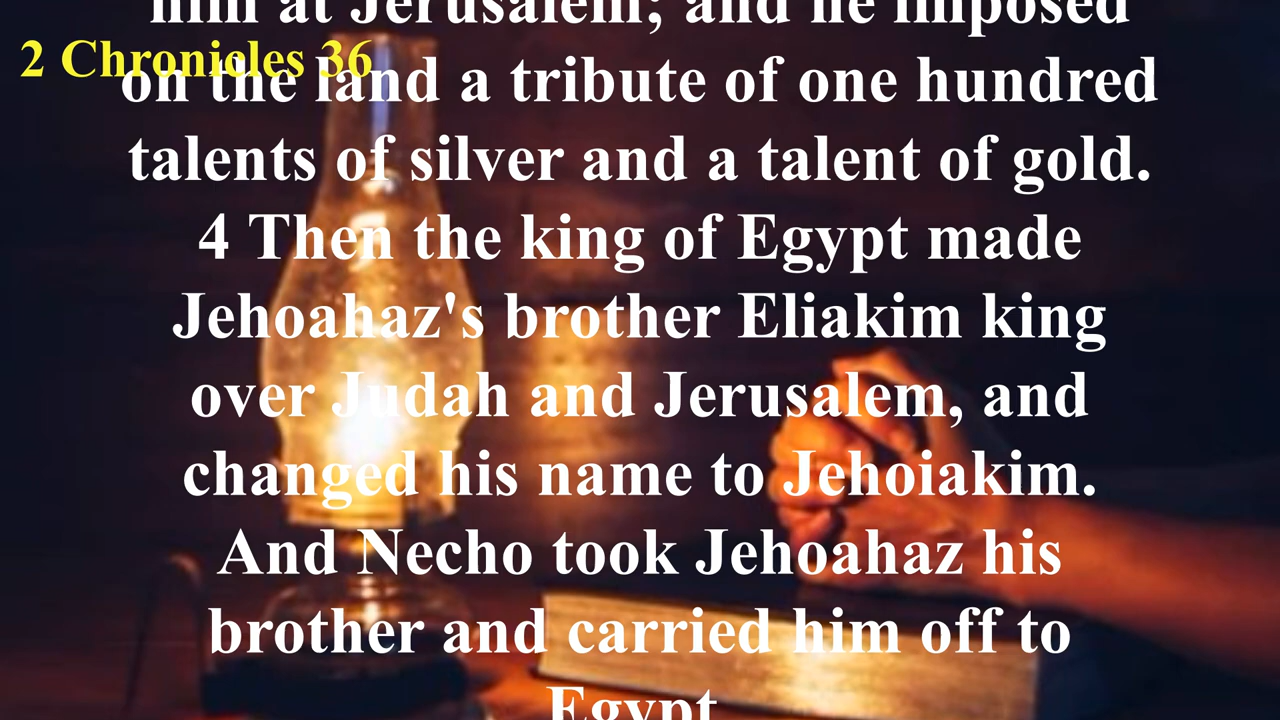 him at Jerusalem; and he imposed
2 Chronicles 36
on the land a tribute of one hundred
talents of silver and a talent of gold.
4 Then the king of Egypt made
Jehoahaz's brother Eliakim king
over Judah and Jerusalem, and
changed his name to Jehoiakim.
And Necho took Jehoahaz his
brother and carried him off to
Egypt